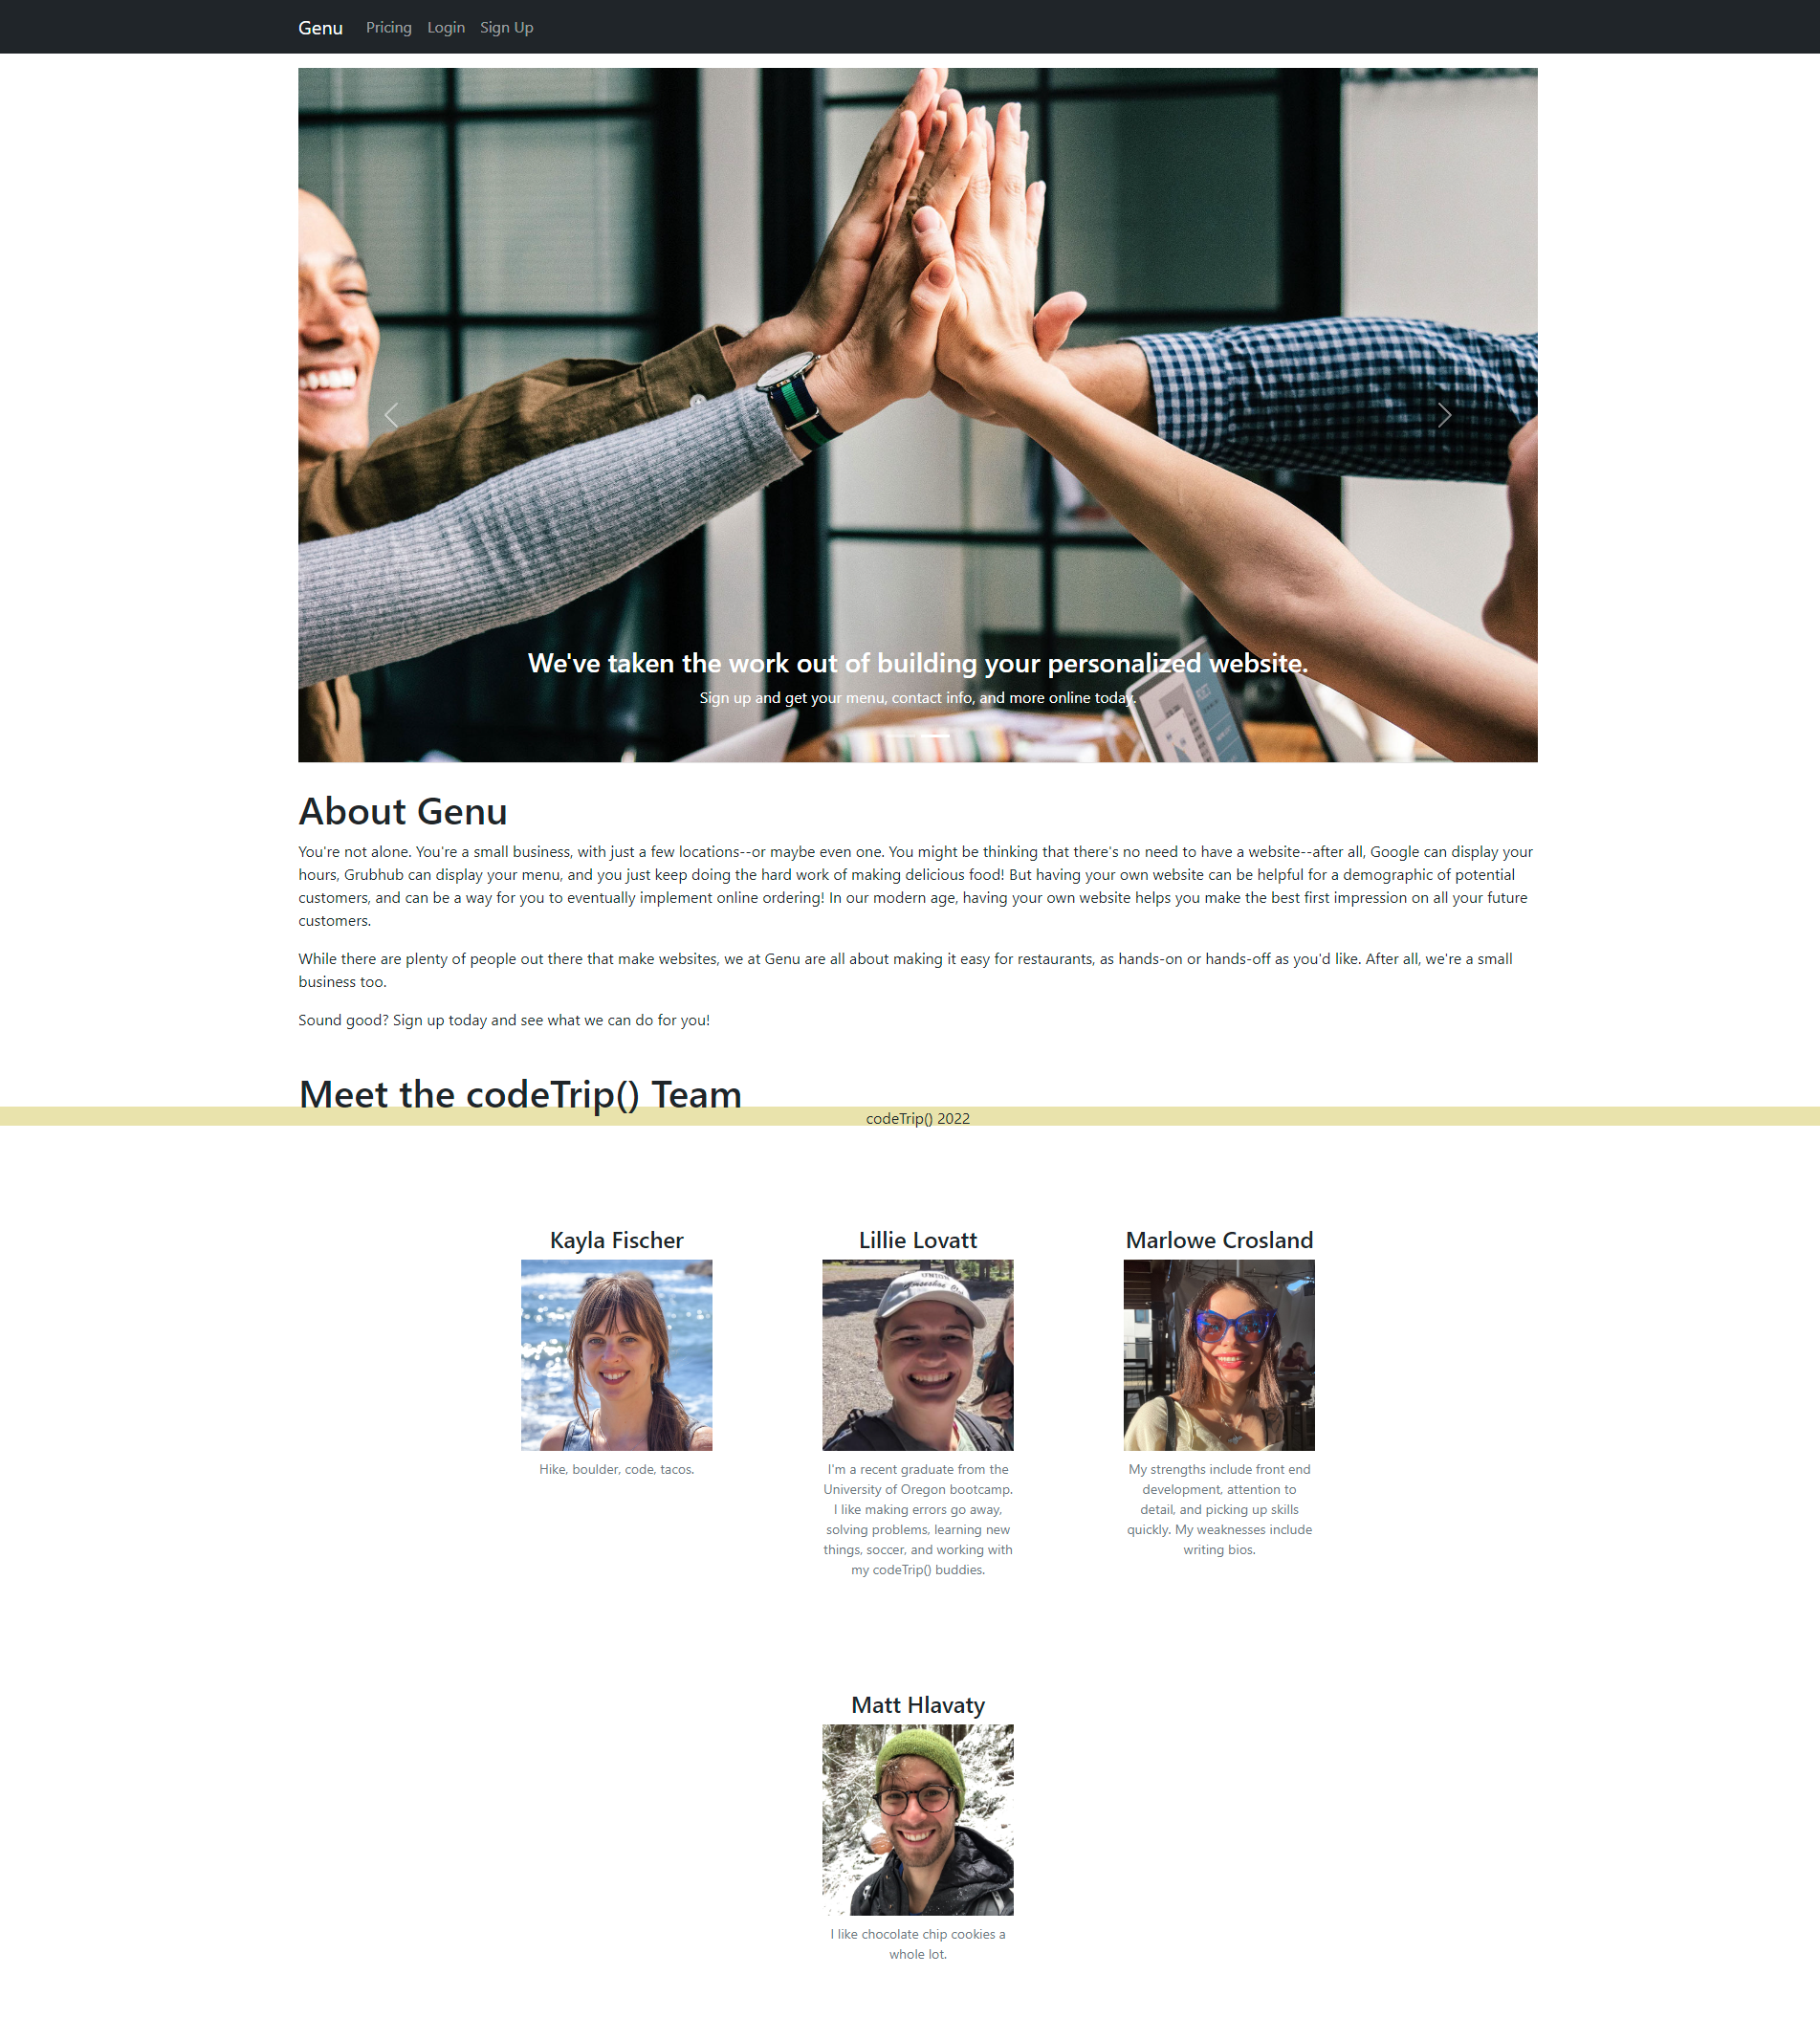 Genu Pricing Login Sign Up
We've taken the work out of building your personalized website.
Sign up and get your menu, contact info, and more online today.
About Genu
You're not alone. You're a small business, with just a few locations--or maybe even one. You might be thinking that there's no need to have a website--after all, Google can display your
hours, Grubhub can display your menu, and you just keep doing the hard work of making delicious food! But having your own website can be helpful for a demographic of potential
customers, and can be a way for you to eventually implement online ordering! In our modern age, having your own website helps you make the best first impression on all your future
customers.
While there are plenty of people out there that make websites, we at Genu are all about making it easy for restaurants, as hands-on or hands-off as you'd like. After all, we're a small
business too.
Sound good? Sign up today and see what we can do for you!
Meet the codeTrip() Team
codeTrip() 2022
Kayla Fischer
Hike, boulder, code, tacos.
Lillie Lovatt
UNION
I'm a recent graduate from the
University of Oregon bootcamp.
I like making errors go away,
solving problems, learning new
things, soccer, and working with
my codeTrip() buddies.
Marlowe Crosland
My strengths include front end
development, attention to
detail, and picking up skills
quickly. My weaknesses include
writing bios.
Matt Hlavaty
I like chocolate chip cookies a
whole lot.